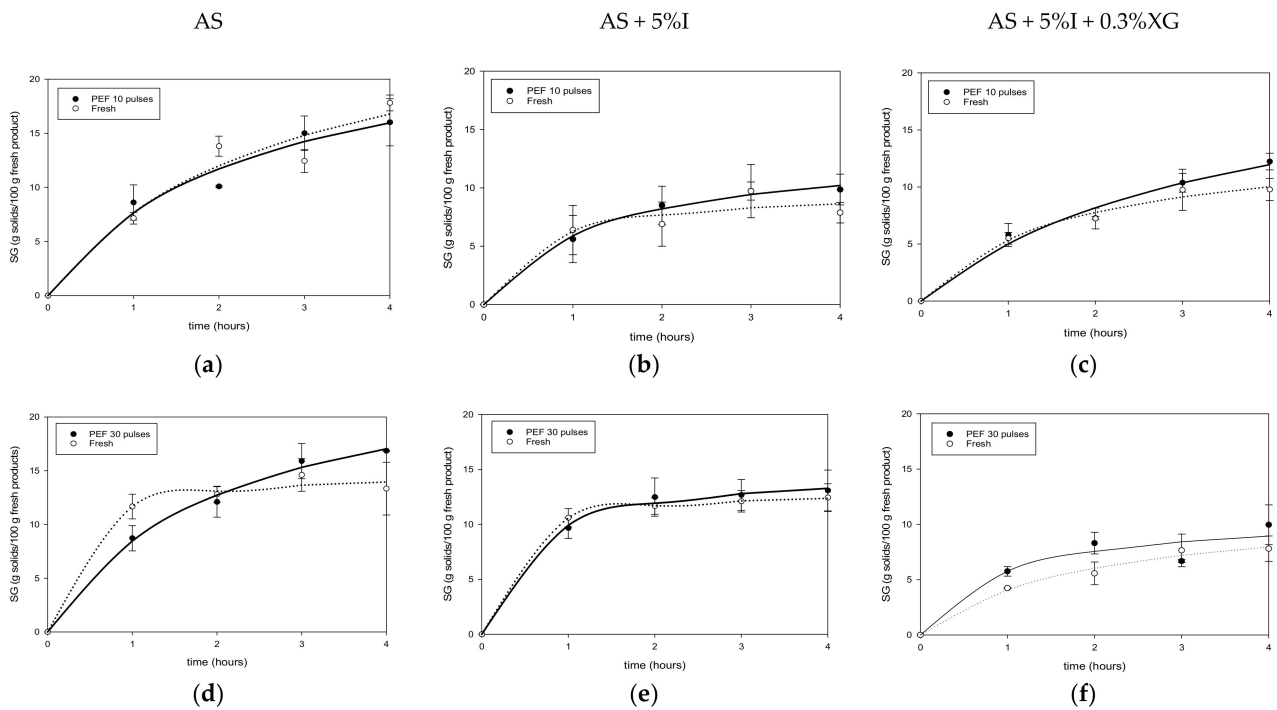 AS
AS + 5%I
AS + 5%I + 0.3%XG
SG (g solids/100 g fresh product)
20
15
10
5
0
PEF 10 pulses
Fresh
0 1 2 3 4
time (hours)
(a)
SG (g solids/100 g fresh product)
20
15
10
5
0
PEF 10 pulses
Fresh
0 1 2 3 4
time (hours)
(b)
SG (g solids/100 g fresh product)
20
15
10
5
0
PEF 10 pulses
Fresh
0 1 2 3 4
time (hours)
(c)
SG (g solids/100 g fresh products)
20
15
10
5
0
PEF 30 pulses
Fresh
0 1 2 3 4
time (hours)
(d)
SG (g solids/100 g fresh product)
20
15
10
5
0
PEF 30 pulses
Fresh
0 1 2 3 4
time (hours)
(e)
SG (g solids/100 g fresh product)
20
15
10
5
0
PEF 30 pulses
Fresh
0 1 2 3 4
time (hours)
(f)